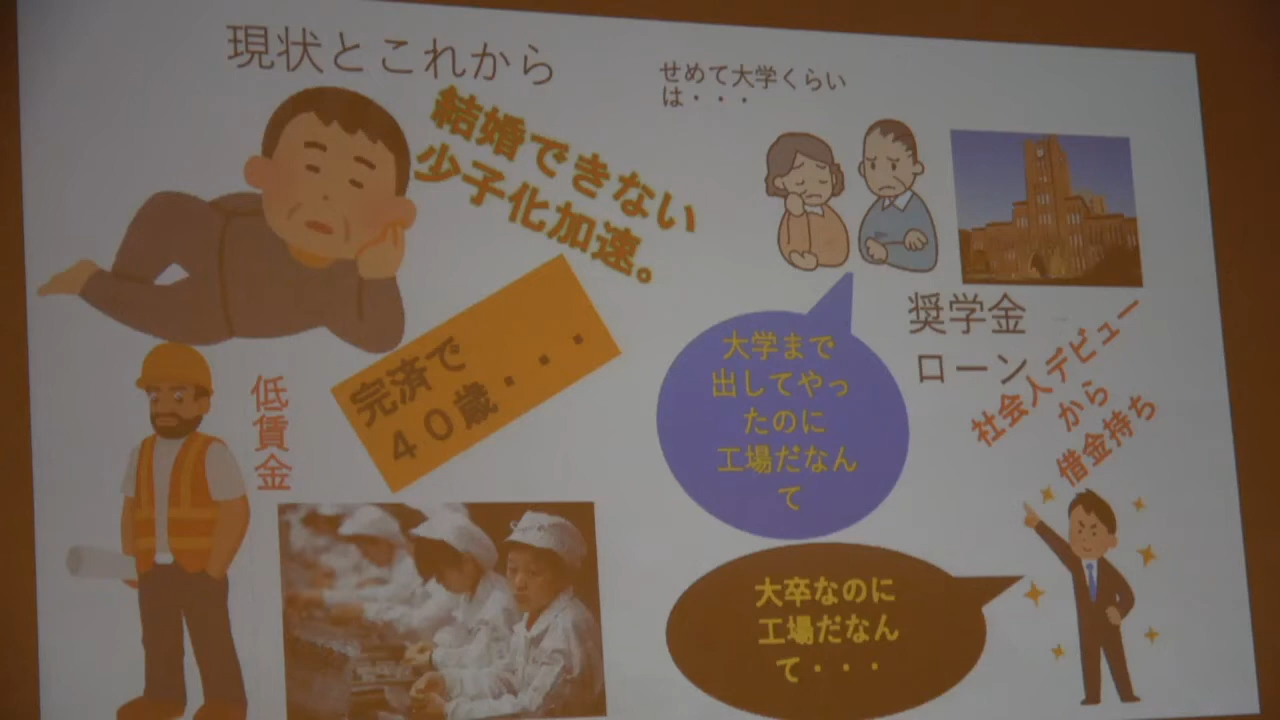 現状とこれから
せめて大学くらい
は・・・
結婚できない
少子化加速。
奨学金
ローン
社会人デビュー
から
借金持ち
大学まで
出してやっ
たのに
工場だなん
て
完済で
４０歳・・・
低賃金
大卒なのに
工場だなん
て・・・